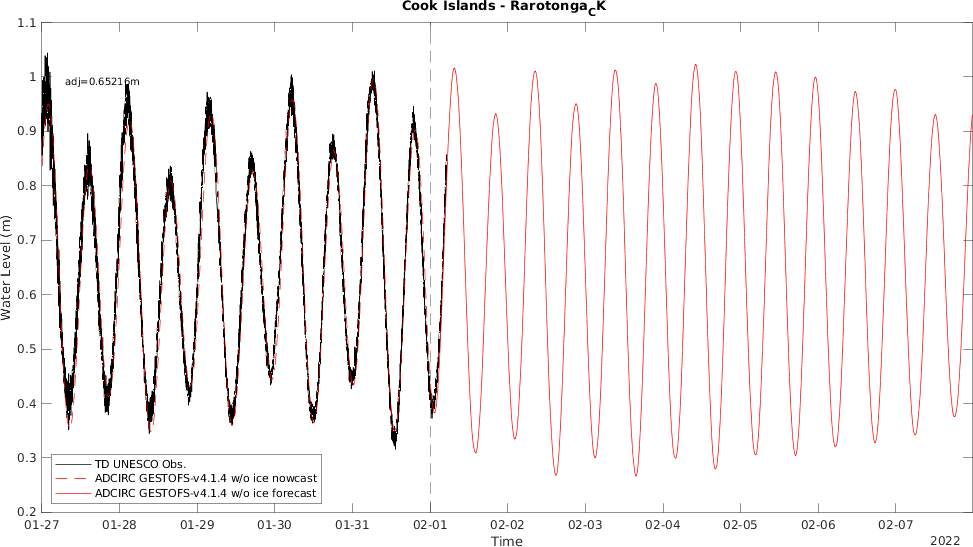 Cook Islands - Rarotonga_CK
1.1
1
0.9
0.8
0.7
0.6
0.5
0.4
0.3
0.2
Water Level (m)
adj=0.65216m
TD UNESCO Obs.
ADCIRC GESTOFS-v4.1.4 w/o ice nowcast
ADCIRC GESTOFS-v4.1.4 w/o ice forecast
01-27 01-28 01-29 01-30 01-31 02-01 02-02 02-03 02-04 02-05 02-06 02-07
Time
2022